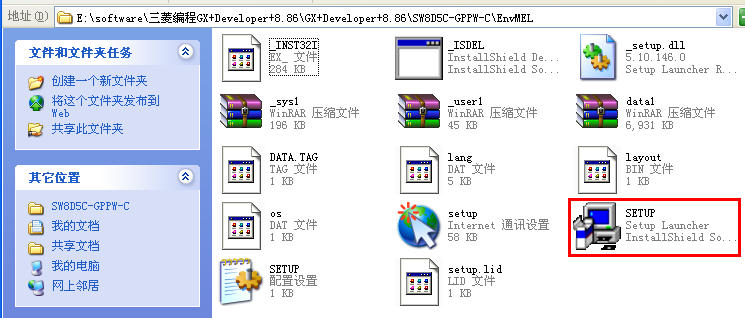 地址(D) E:\software\三菱编程GX+Developer+8.86\GX+Developer+8.86\SW8D5C-GPPW-C\EnvMEL
文件和文件夹任务
创建一个新文件夹
将这个文件夹发布到
Web
共享此文件夹
其它位置
SW8D5C-GPPW-C
我的文档
共享文档
我的电脑
网上邻居
_INST32I
EX_ 文件
284 KB
_ISDEL
InstallShield De...
InstallShield So...
_setup.dll
5.10.146.0
Setup Launcher R...
_sys1
WinRAR 压缩文件
196 KB
_user1
WinRAR 压缩文件
45 KB
data1
WinRAR 压缩文件
6,931 KB
DATA.TAG
TAG 文件
1 KB
lang
DAT 文件
5 KB
layout
BIN 文件
1 KB
os
DAT 文件
1 KB
setup
Internet 通讯设置
58 KB
SETUP
Setup Launcher
InstallShield So...
SETUP
配置设置
1 KB
setup.lid
LID 文件
1 KB